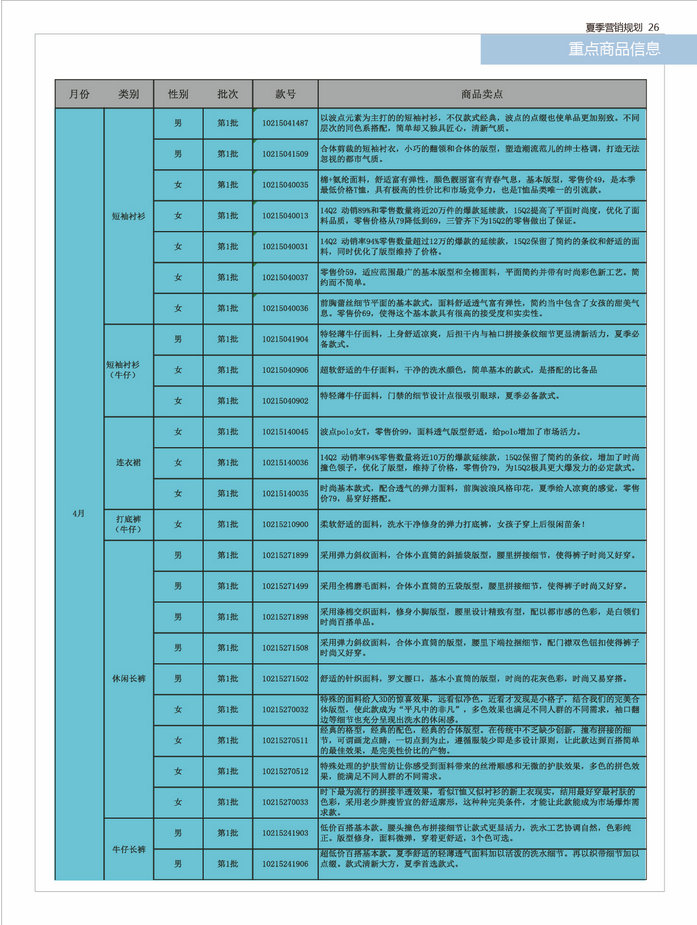 夏季营销规划 26
重点商品信息
月份 类别 性别 批次 款号 商品卖点
4月
短袖衬衫
男 第1批 10215041487 以波点元素为主打的的短袖衬衫，不仅款式经典，波点的点缀也使单品更加别致。不同
层次的同色系搭配，简单却又独具匠心，清新气质。
男 第1批 10215041509 合体剪裁的短袖衬衣，小巧的翻领和合体的版型，塑造潮流范儿的绅士格调，打造无法
忽视的都市气质。
女 第1批 10215040035 棉+氨纶面料，舒适富有弹性，颜色靓丽富有青春气息，基本版型，零售价49，是本季
最低价格T恤，具有极高的性价比和市场竞争力，也是T恤品类唯一的引流款。
女 第1批 10215040013 14Q2 动销89%和零售数量将近20万件的爆款延续款，15Q2提高了平面时尚度，优化了面
料品质，零售价格从79降低到69，三管齐下为15Q2的零售做出了保证。
女 第1批 10215040031 14Q2 动销率94%零售数量超过12万的爆款的延续款，15Q2保留了简约的条纹和舒适的面
料，同时优化了版型维持了价格。
女 第1批 10215040037 零售价59，适应范围最广的基本版型和全棉面料，平面简约并带有时尚彩色新工艺。简
约而不简单。
女 第1批 10215040036 前胸蕾丝细节平面的基本款式，面料舒适透气富有弹性，简约当中包含了女孩的甜美气
息。零售价69，使得这个基本款具有很高的接受度和实卖性。
短袖衬衫
（牛仔）
男 第1批 10215041904 特轻薄牛仔面料，上身舒适凉爽，后担干内与袖口拼接条纹细节更显清新活力，夏季必
备款式。
女 第1批 10215040906 超软舒适的牛仔面料，干净的洗水颜色，简单基本的款式，是搭配的比备品
女 第1批 10215040902 特轻薄牛仔面料，门禁的细节设计点很吸引眼球，夏季必备款式。
连衣裙
女 第1批 10215140045 波点polo女T，零售价99，面料透气版型舒适，给polo增加了市场活力。
女 第1批 10215140036 14Q2 动销率94%零售数量将近10万的爆款延续款，15Q2保留了简约的条纹，增加了时尚
撞色领子，优化了版型，维持了价格，零售价79，为15Q2极具更大爆发力的必定款式。
女 第1批 10215140035 时尚基本款式，配合透气的弹力面料，前胸波浪风格印花，夏季给人凉爽的感觉，零售
价79，易穿好搭配。
打底裤
（牛仔）
女 第1批 10215210900 柔软舒适的面料，洗水干净修身的弹力打底裤，女孩子穿上后很闲苗条！
休闲长裤
男 第1批 10215271899 采用弹力斜纹面料，合体小直筒的斜插袋版型，腰里拼接细节，使得裤子时尚又好穿。
男 第1批 10215271499 采用全棉磨毛面料，合体小直筒的五袋版型，腰里拼接细节，使得裤子时尚又好穿。
男 第1批 10215271898 采用涤棉交织面料，修身小脚版型，腰里设计精致有型，配以都市感的色彩，是白领们
时尚百搭单品。
男 第1批 10215271508 采用弹力斜纹面料，合体小直筒的版型，腰里下端拉捆细节，配门襟双色钮扣使得裤子
时尚又好穿。
男 第1批 10215271502 舒适的针织面料，罗文腰口，基本小直筒的版型，时尚的花灰色彩，时尚又易穿搭。
女 第1批 10215270032 特殊的面料给人3D的惊喜效果，远看似净色，近看才发现是小格子，结合我们的完美合
体版型，使此款成为“平凡中的非凡”，多色效果也满足不同人群的不同需求，袖口翻
边等细节也充分呈现出洗水的休闲感。
女 第1批 10215270511 经典的格型，经典的配色，经典的合体版型。在传统中不乏缺少创新，撞布拼接的细
节，可谓画龙点睛，一切点到为止，遵循服装少即是多设计原则，让此款达到百搭简单
的最佳效果，是完美性价比的产物。
女 第1批 10215270512 特殊处理的护肤雪纺让你感受到面料带来的丝滑顺感和无微的护肤效果，多色的拼色效
果，能满足不同人群的不同需求。
女 第1批 10215270033 时下最为流行的拼接半透效果，看似T恤又似衬衫的新上衣现实，结用最好穿最衬肤的
色彩，采用老少胖瘦皆宜的舒适廓形，这种种完美条件，才能让此款能成为市场爆炸需
求款。
牛仔长裤
男 第1批 10215241903 低价百搭基本款。腰头撞色布拼接细节让款式更显活力，洗水工艺协调自然，色彩纯
正。版型修身，面料微弹，穿着更舒适，3个色可选。
男 第1批 10215241906 超低价百搭基本款。夏季舒适的轻薄透气面料加以活泼的洗水细节。再以织带细节加以
点缀。款式清新大方，夏季首选款式。